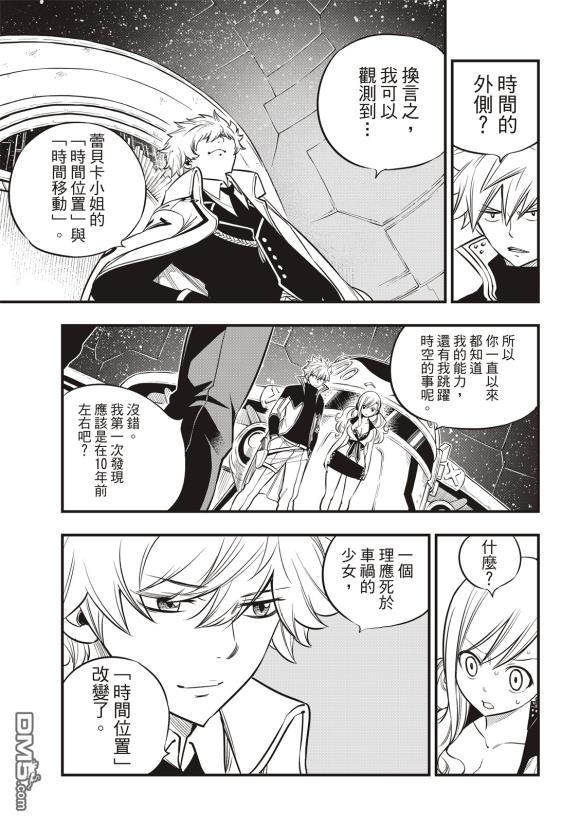 時間的
外側？
換言之，
我可以
觀測到⋯
蕾貝卡小姐的
「時間位置」與
「時間移動」。
所以
你一直以來
都知道
我的能力，
還有我跳躍
時空的事呢。
沒錯。
我第一次發現
應該是在10年前
左右吧？
什麼？
一個
理應死於
車禍的
少女，
「時間位置」
改變了。
DM5.com